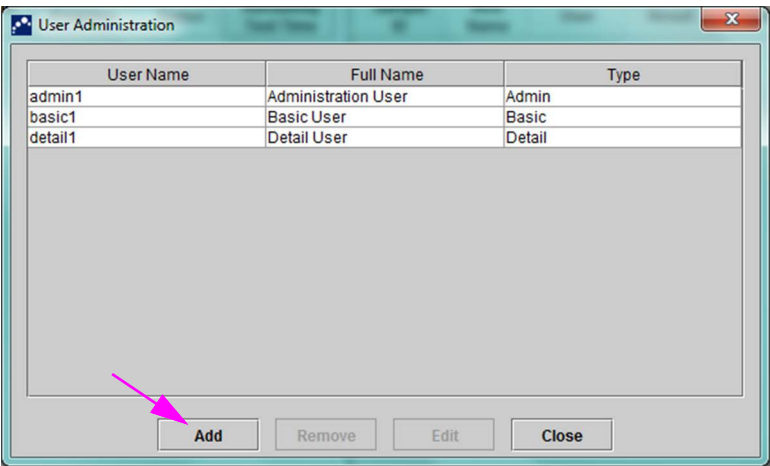 User Administration
User Name Full Name Type
admin1 Administration User Admin
basic1 Basic User Basic
detail1 Detail User Detail
Add Remove Edit Close